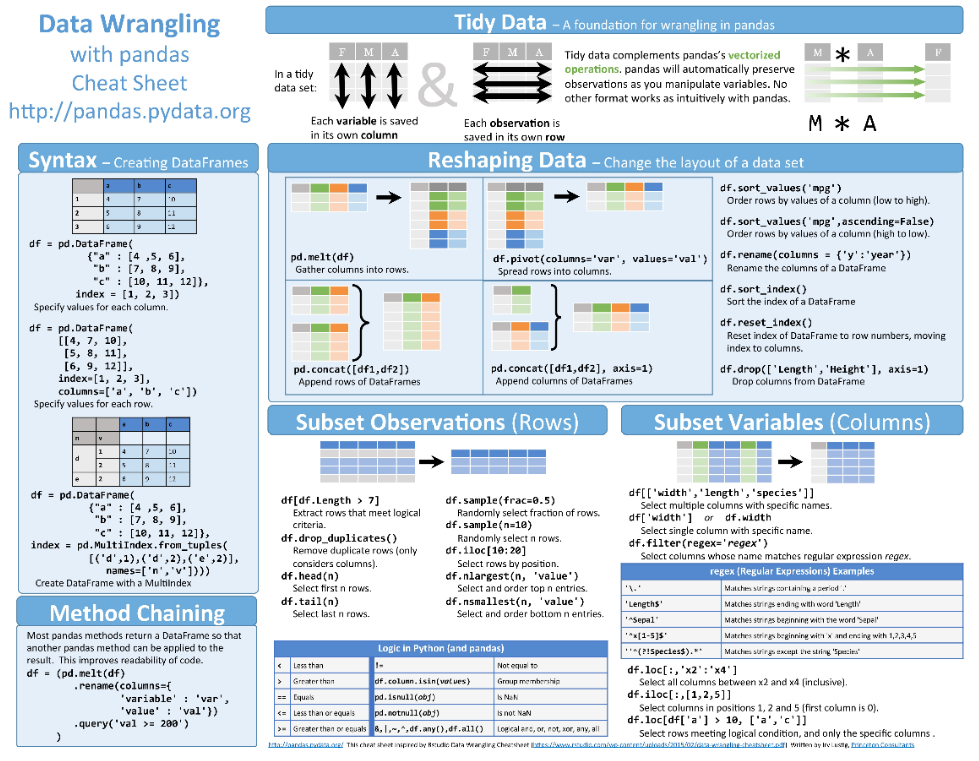 Data Wrangling
with pandas
Cheat Sheet
http://pandas.pydata.org
Tidy Data – A foundation for wrangling in pandas
In a tidy
data set:
F M A
Each variable is saved
in its own column
&
F M A
Each observation is
saved in its own row
Tidy data complements pandas's vectorized
operations. pandas will automatically preserve
observations as you manipulate variables. No
other format works as intuitively with pandas.
M * A F
M * A
Syntax – Creating DataFrames
a b c
1 4 7 10
2 5 8 11
3 6 9 12
df = pd.DataFrame(
{"a" : [4 ,5, 6],
"b" : [7, 8, 9],
"c" : [10, 11, 12]},
index = [1, 2, 3])
Specify values for each column.
df = pd.DataFrame(
[[4, 7, 10],
[5, 8, 11],
[6, 9, 12]],
index=[1, 2, 3],
columns=['a', 'b', 'c'])
Specify values for each row.
a b c
n v
d 1 4 7 10
2 5 8 11
e 2 6 9 12
df = pd.DataFrame(
{"a" : [4 ,5, 6],
"b" : [7, 8, 9],
"c" : [10, 11, 12]},
index = pd.MultiIndex.from_tuples(
[('d',1),('d',2),('e',2)],
names=['n','v'])))
Create DataFrame with a MultiIndex
Method Chaining
Most pandas methods return a DataFrame so that
another pandas method can be applied to the
result. This improves readability of code.
df = (pd.melt(df)
.rename(columns={
'variable' : 'var',
'value' : 'val'})
.query('val >= 200')
)
Reshaping Data – Change the layout of a data set
pd.melt(df)
Gather columns into rows.
df.pivot(columns='var', values='val')
Spread rows into columns.
pd.concat([df1,df2])
Append rows of DataFrames
pd.concat([df1,df2], axis=1)
Append columns of DataFrames
df.sort_values('mpg')
Order rows by values of a column (low to high).
df.sort_values('mpg',ascending=False)
Order rows by values of a column (high to low).
df.rename(columns = {'y':'year'})
Rename the columns of a DataFrame
df.sort_index()
Sort the index of a DataFrame
df.reset_index()
Reset index of DataFrame to row numbers, moving
index to columns.
df.drop(['Length','Height'], axis=1)
Drop columns from DataFrame
Subset Observations (Rows)
df[df.Length > 7]
Extract rows that meet logical
criteria.
df.drop_duplicates()
Remove duplicate rows (only
considers columns).
df.head(n)
Select first n rows.
df.tail(n)
Select last n rows.
df.sample(frac=0.5)
Randomly select fraction of rows.
df.sample(n=10)
Randomly select n rows.
df.iloc[10:20]
Select rows by position.
df.nlargest(n, 'value')
Select and order top n entries.
df.nsmallest(n, 'value')
Select and order bottom n entries.
Logic in Python (and pandas)
< Less than != Not equal to
> Greater than df.column.isin(values) Group membership
== Equals pd.isnull(obj) Is NaN
<= Less than or equals pd.notnull(obj) Is not NaN
>= Greater than or equals &,|,~,^,df.any(),df.all() Logical and, or, not, xor, any, all
Subset Variables (Columns)
df[['width','length','species']]
Select multiple columns with specific names.
df['width'] or df.width
Select single column with specific name.
df.filter(regex='regex')
Select columns whose name matches regular expression regex.
regex (Regular Expressions) Examples
'\.' Matches strings containing a period '.'
'Length$' Matches strings ending with word 'Length'
'^Sepal' Matches strings beginning with the word 'Sepal'
'^x[1-5]$' Matches strings beginning with 'x' and ending with 1,2,3,4,5
''^(?!Species$).*' Matches strings except the string 'Species'
df.loc[:,'x2':'x4']
Select all columns between x2 and x4 (inclusive).
df.iloc[:,[1,2,5]]
Select columns in positions 1, 2 and 5 (first column is 0).
df.loc[df['a'] > 10, ['a','c']]
Select rows meeting logical condition, and only the specific columns .
http://pandas.pydata.org/ This cheat sheet inspired by Rstudio Data Wrangling Cheatsheet (https://www.rstudio.com/wp-content/uploads/2015/02/data-wrangling-cheatsheet.pdf) Written by Irv Lustig, Princeton Consultants